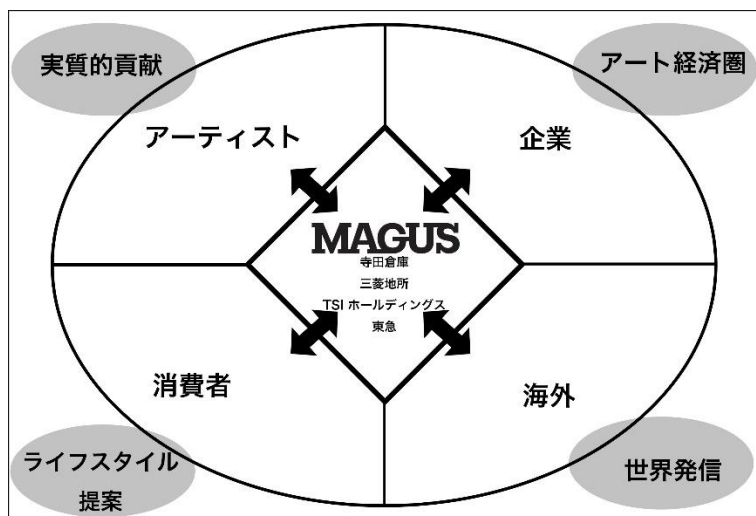 実質的貢献
アート経済圏
アーティスト
企業
MAGUS
寺田倉庫
三菱地所
TSI ホールディングス
東急
消費者
海外
ライフスタイル
提案
世界発信